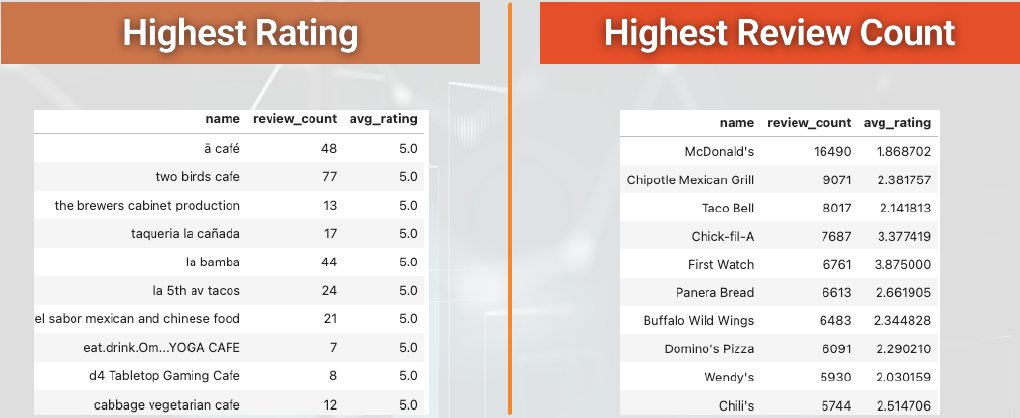 Highest Rating
name review_count avg_rating
ā café 48 5.0
two birds cafe 77 5.0
the brewers cabinet production 13 5.0
taqueria la cañada 17 5.0
la bamba 44 5.0
la 5th av tacos 24 5.0
el sabor mexican and chinese food 21 5.0
eat.drink.Om...YOGA CAFE 7 5.0
d4 Tabletop Gaming Cafe 8 5.0
cabbage vegetarian cafe 12 5.0
Highest Review Count
name review_count avg_rating
McDonald's 16490 1.868702
Chipotle Mexican Grill 9071 2.381757
Taco Bell 8017 2.141813
Chick-fil-A 7687 3.377419
First Watch 6761 3.875000
Panera Bread 6613 2.661905
Buffalo Wild Wings 6483 2.344828
Domino's Pizza 6091 2.290210
Wendy's 5930 2.030159
Chili's 5744 2.514706